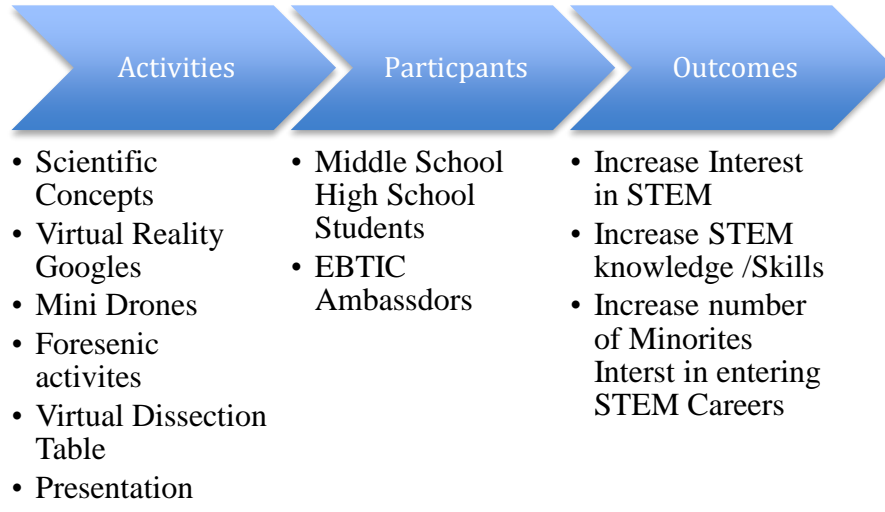 Activities
Particpants
Outcomes
• Scientific
Concepts
• Virtual Reality
Googles
• Mini Drones
• Foresenic
activites
• Virtual Dissection
Table
• Presentation
• Middle School
High School
Students
• EBTIC
Ambassdors
• Increase Interest
in STEM
• Increase STEM
knowledge /Skills
• Increase number
of Minorites
Interst in entering
STEM Careers